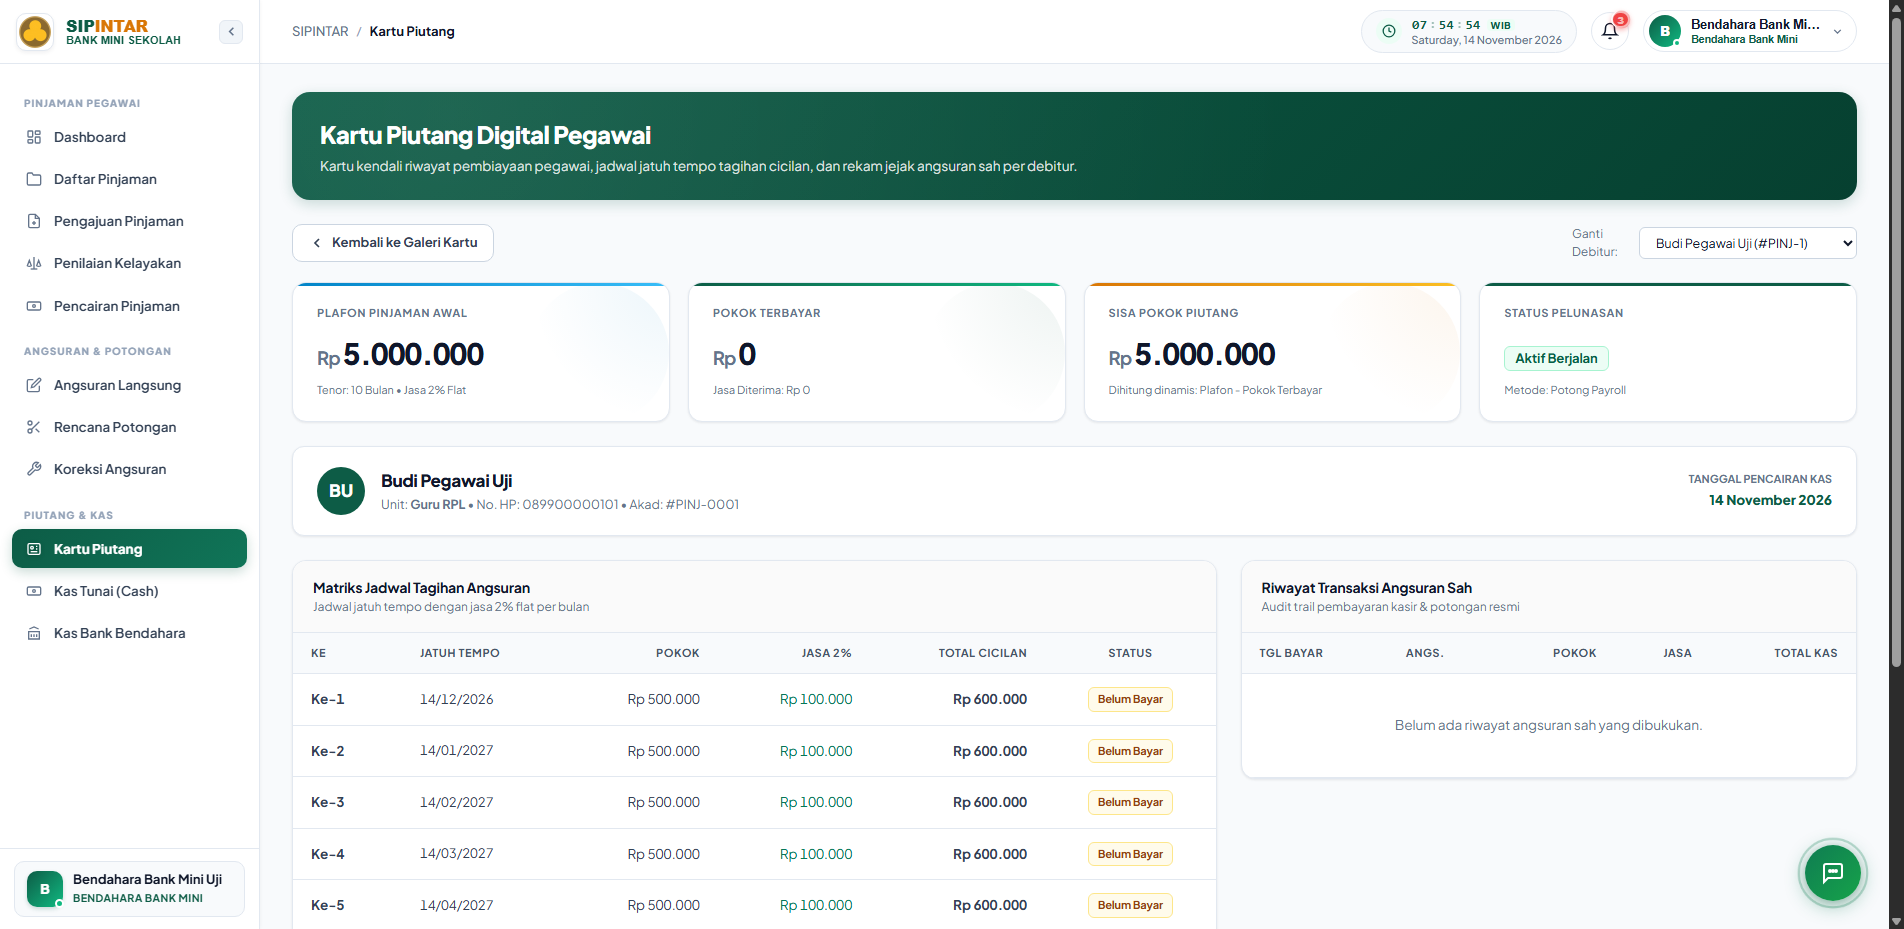 SIPINTAR
BANK MINI SEKOLAH
SIPINTAR / Kartu Piutang
07 : 54 : 54 WIB
Saturday, 14 November 2026
3
B
Bendahara Bank Mi...
Bendahara Bank Mini
PINJAMAN PEGAWAI
Dashboard
Daftar Pinjaman
Pengajuan Pinjaman
Penilaian Kelayakan
Pencairan Pinjaman
ANGSURAN & POTONGAN
Angsuran Langsung
Rencana Potongan
Koreksi Angsuran
PIUTANG & KAS
Kartu Piutang
Kas Tunai (Cash)
Kas Bank Bendahara
B
Bendahara Bank Mini Uji
BENDAHARA BANK MINI
Kartu Piutang Digital Pegawai
Kartu kendali riwayat pembiayaan pegawai, jadwal jatuh tempo tagihan cicilan, dan rekam jejak angsuran sah per debitur.
Kembali ke Galeri Kartu
Ganti
Debitur:
Budi Pegawai Uji (#PINJ-1)
PLAFON PINJAMAN AWAL
Rp 5.000.000
Tenor: 10 Bulan • Jasa 2% Flat
POKOK TERBAYAR
Rp 0
Jasa Diterima: Rp 0
SISA POKOK PIUTANG
Rp 5.000.000
Dihitung dinamis: Plafon - Pokok Terbayar
STATUS PELUNASAN
Aktif Berjalan
Metode: Potong Payroll
BU
Budi Pegawai Uji
Unit: Guru RPL • No. HP: 089900000101 • Akad: #PINJ-0001
TANGGAL PENCAIRAN KAS
14 November 2026
Matriks Jadwal Tagihan Angsuran
Jadwal jatuh tempo dengan jasa 2% flat per bulan
KE JATUH TEMPO POKOK JASA 2% TOTAL CICILAN STATUS
Ke-1 14/12/2026 Rp 500.000 Rp 100.000 Rp 600.000 Belum Bayar
Ke-2 14/01/2027 Rp 500.000 Rp 100.000 Rp 600.000 Belum Bayar
Ke-3 14/02/2027 Rp 500.000 Rp 100.000 Rp 600.000 Belum Bayar
Ke-4 14/03/2027 Rp 500.000 Rp 100.000 Rp 600.000 Belum Bayar
Ke-5 14/04/2027 Rp 500.000 Rp 100.000 Rp 600.000 Belum Bayar
Riwayat Transaksi Angsuran Sah
Audit trail pembayaran kasir & potongan resmi
TGL BAYAR ANGS. POKOK JASA TOTAL KAS
Belum ada riwayat angsuran sah yang dibukukan.